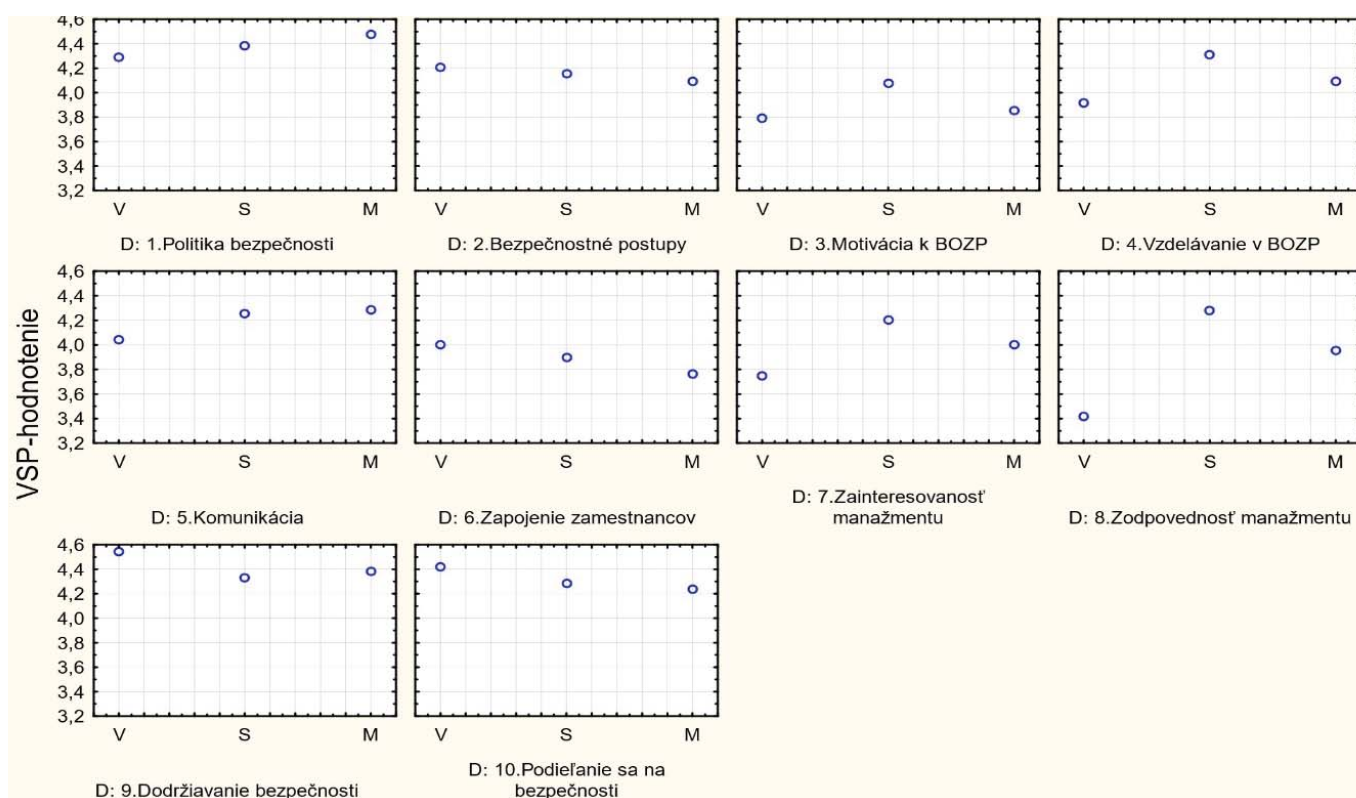 4,6
4,4
4,2
4,0
3,8
3,6
3,4
3,2
V S M V S M V S M V S M
D: 1.Politika bezpečnosti D: 2.Bezpečnostné postupy D: 3.Motivácia k BOZP D: 4.Vzdelávanie v BOZP
VSP-hodnotenie
4,6
4,4
4,2
4,0
3,8
3,6
3,4
3,2
V S M V S M V S M V S M
D: 5.Komunikácia D: 6.Zapojenie zamestnancov D: 7.Zainteresovanosť
manažmentu D: 8.Zodpovednosť manažmentu
4,6
4,4
4,2
4,0
3,8
3,6
3,4
3,2
V S M V S M
D: 9.Dodržiavanie bezpečnosti D: 10.Podieľanie sa na
bezpečnosti